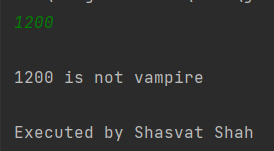 1200
1200 is not vampire
Executed by Shasvat Shah